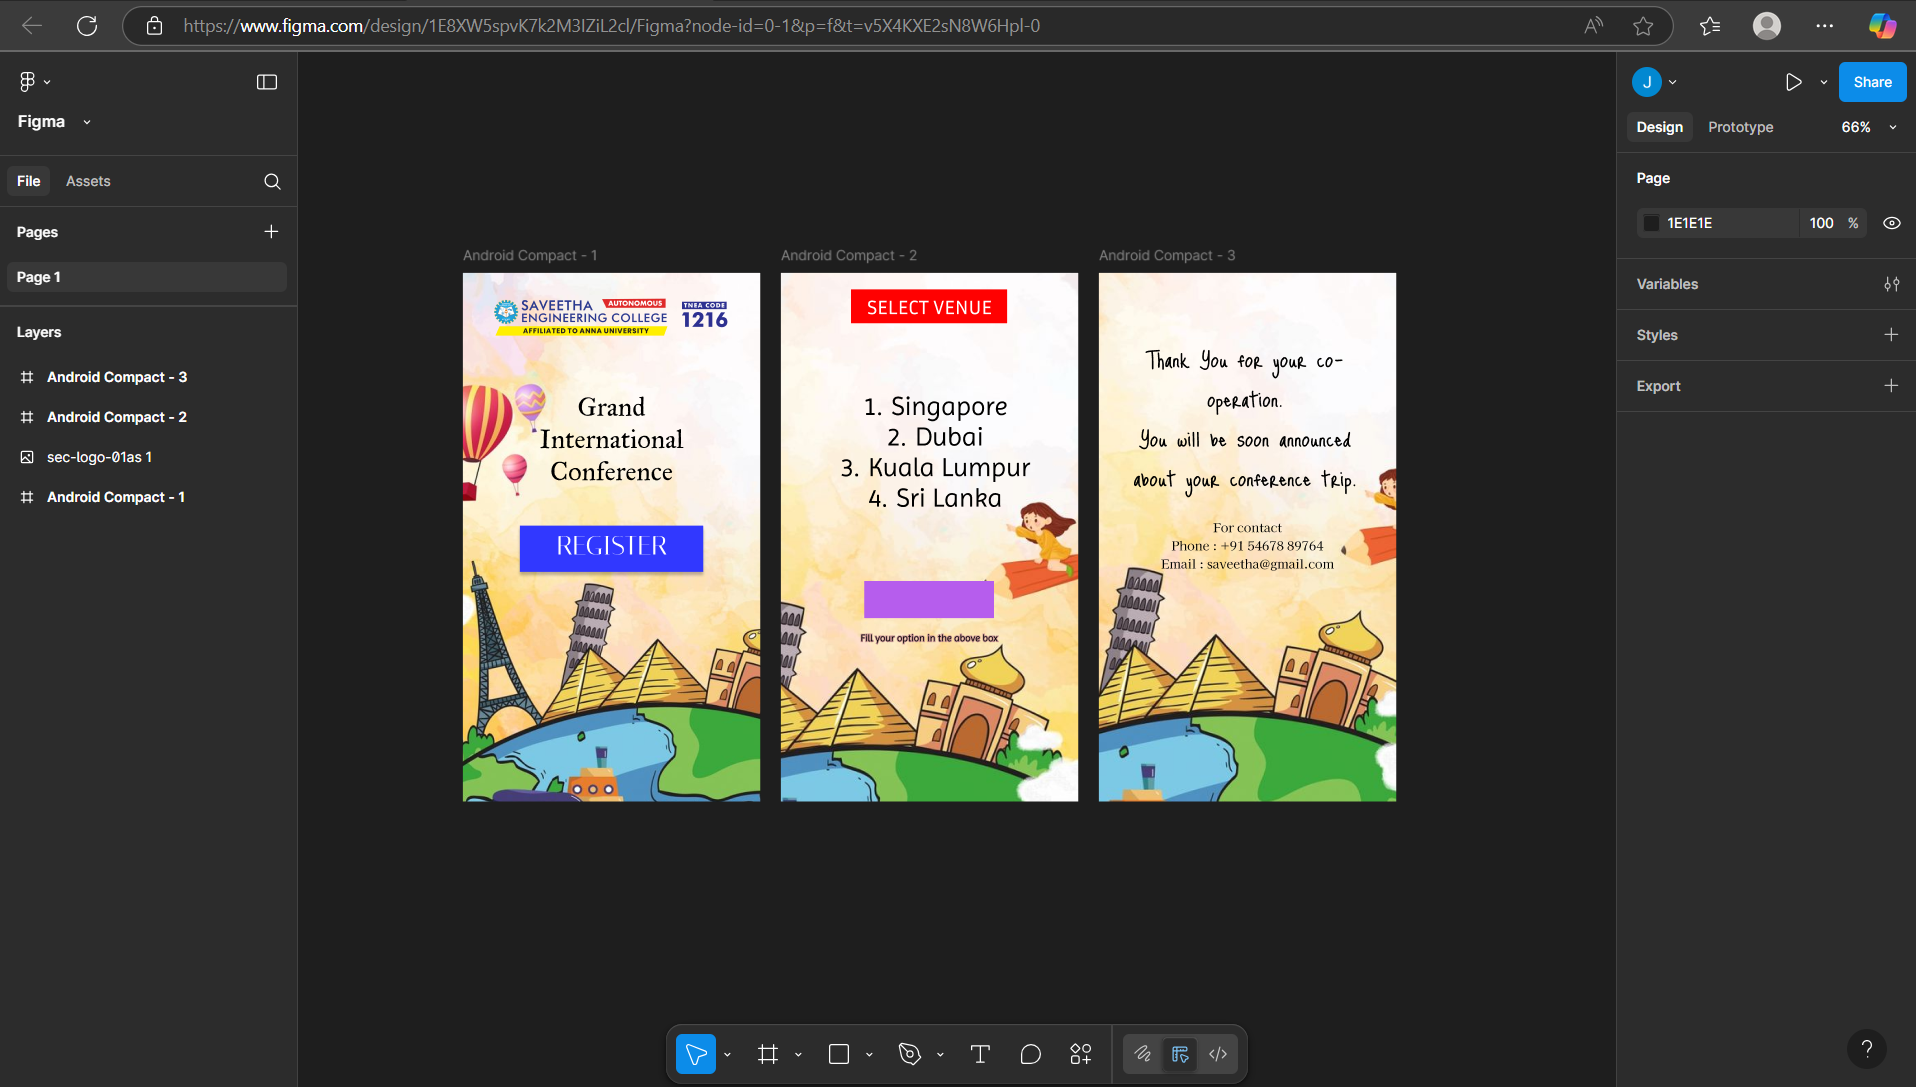 https://www.figma.com/design/1E8XW5spvK7k2M3IZiL2cl/Figma?node-id=0-1&p=f&t=v5X4KXE2sN8W6Hpl-0
Figma
File
Assets
Pages
Page 1
Layers
Android Compact - 3
Android Compact - 2
sec-logo-01as 1
Android Compact - 1
Android Compact - 1
SAVEETHA AUTONOMOUS
ENGINEERING COLLEGE
AFFILIATED TO ANNA UNIVERSITY
TNEA CODE
1216
Grand
International
Conference
REGISTER
Android Compact - 2
SELECT VENUE
1. Singapore
2. Dubai
3. Kuala Lumpur
4. Sri Lanka
Fill your option in the above box
Android Compact - 3
Thank You for your co-
operation.
You will be soon announced
about your conference trip.
For contact
Phone : +91 54678 89764
Email : saveetha@gmail.com
J
Share
Design
Prototype
66%
Page
1E1E1E
100 %
Variables
Styles
Export
?